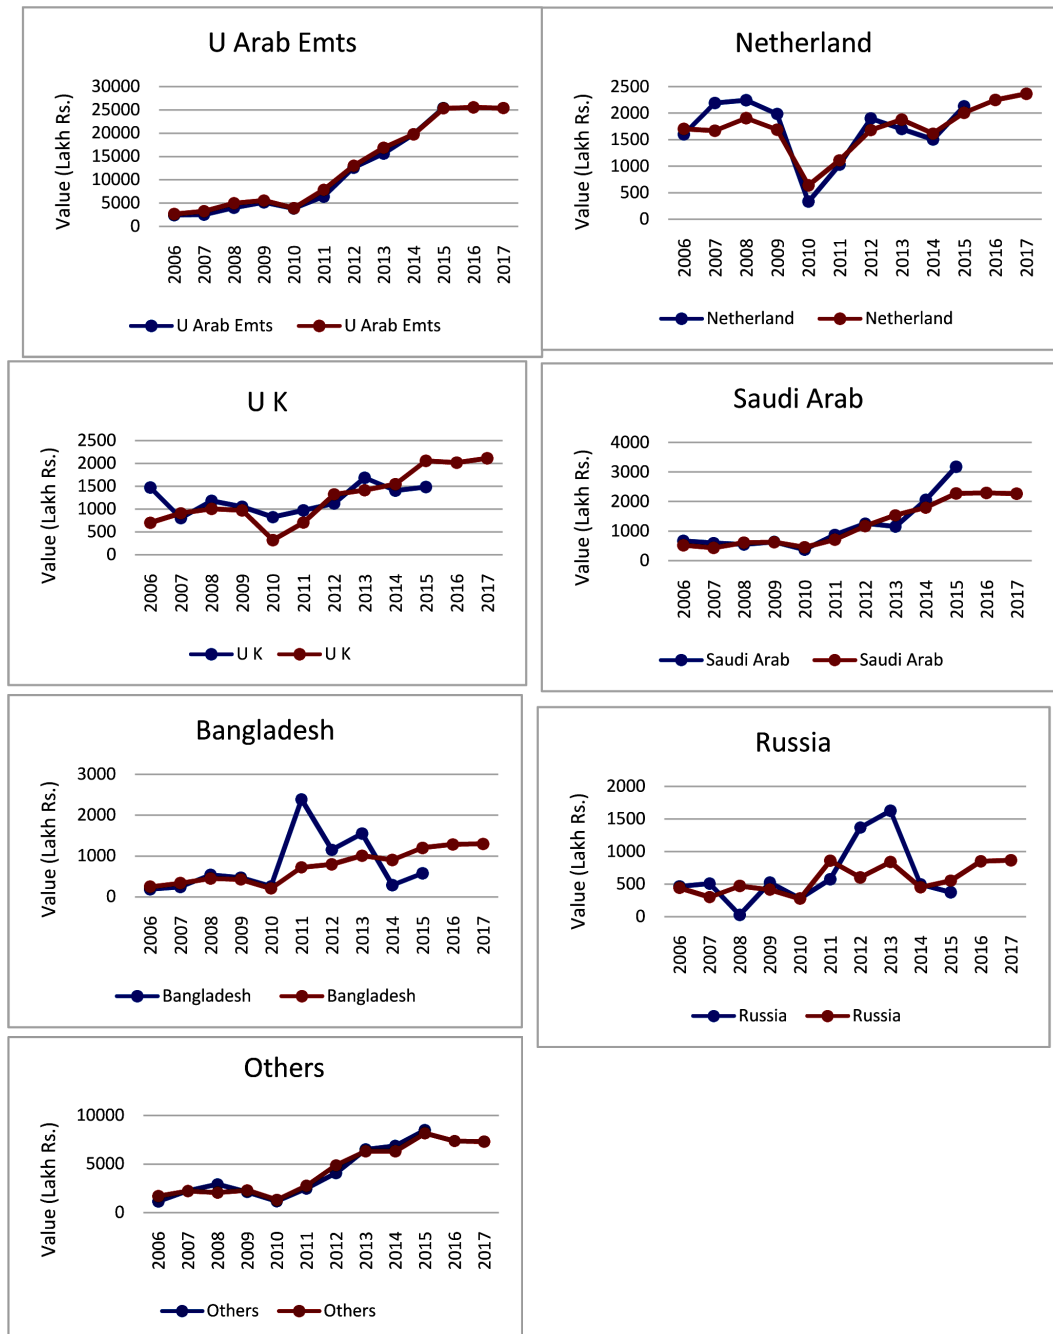 U Arab Emts
Value (Lakh Rs.)
30000
25000
20000
15000
10000
5000
0
2006 2007 2008 2009 2010 2011 2012 2013 2014 2015 2016 2017
U Arab Emts U Arab Emts
Netherland
Value (Lakh Rs.)
2500
2000
1500
1000
500
0
2006 2007 2008 2009 2010 2011 2012 2013 2014 2015 2016 2017
Netherland Netherland
U K
Value (Lakh Rs.)
2500
2000
1500
1000
500
0
2006 2007 2008 2009 2010 2011 2012 2013 2014 2015 2016 2017
U K U K
Saudi Arab
Value (Lakh Rs.)
4000
3000
2000
1000
0
2006 2007 2008 2009 2010 2011 2012 2013 2014 2015 2016 2017
Saudi Arab Saudi Arab
Bangladesh
Value (Lakh Rs.)
3000
2000
1000
0
2006 2007 2008 2009 2010 2011 2012 2013 2014 2015 2016 2017
Bangladesh Bangladesh
Russia
Value (Lakh Rs.)
2000
1500
1000
500
0
2006 2007 2008 2009 2010 2011 2012 2013 2014 2015 2016 2017
Russia Russia
Others
Value (Lakh Rs.)
10000
5000
0
2006 2007 2008 2009 2010 2011 2012 2013 2014 2015 2016 2017
Others Others